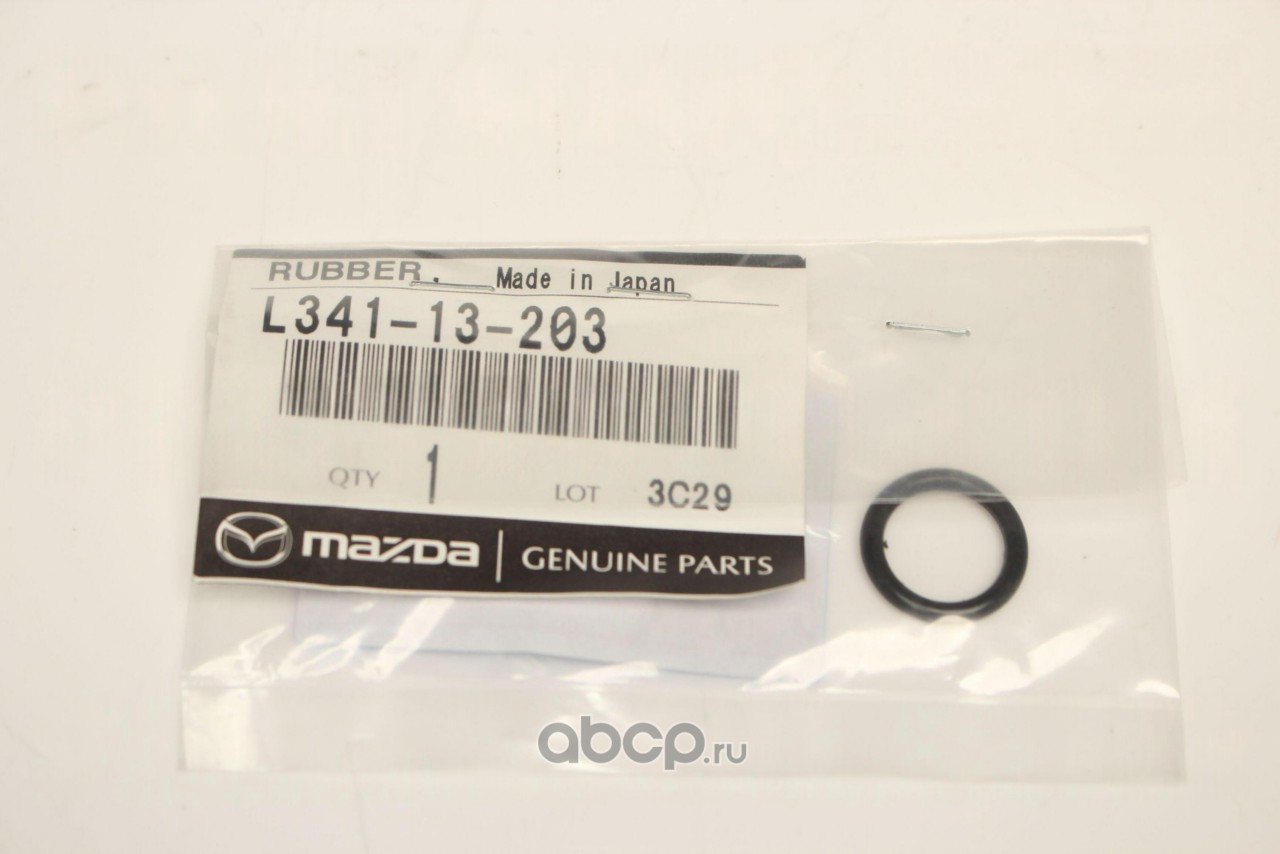 RUBBER, Made in Japan
L341-13-203
QTY 1 LOT 3C29
mazda | GENUINE PARTS
abcp.ru